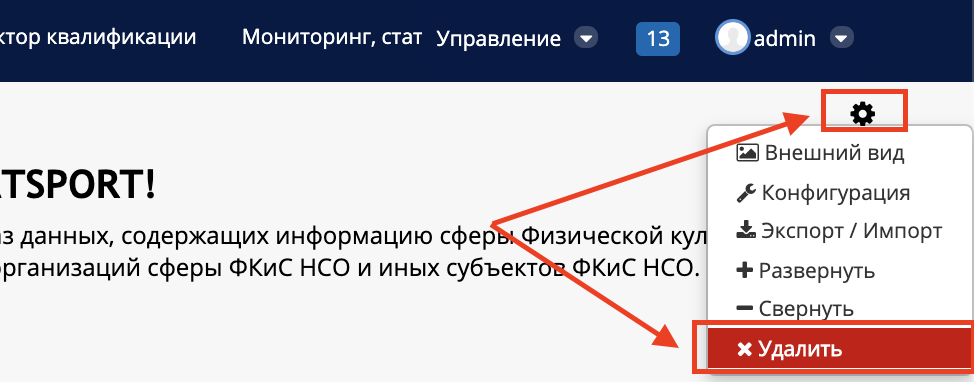 ктор квалификации Мониторинг, стат Управление 13 admin
TSPORT!
аз данных, содержащих информацию сферы Физической кул
организаций сферы ФКиС НСО и иных субъектов ФКиС НСО.
Внешний вид
Конфигурация
Экспорт / Импорт
Развернуть
Свернуть
Удалить